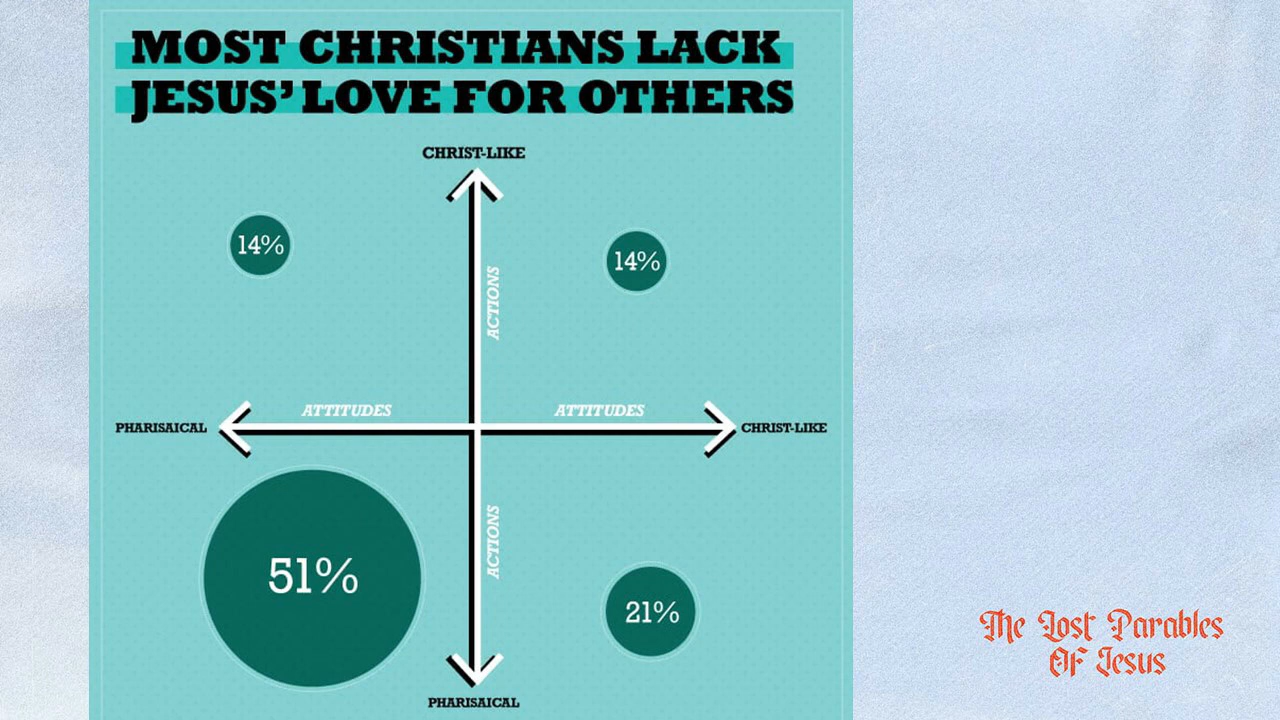 MOST CHRISTIANS LACK
JESUS' LOVE FOR OTHERS
CHRIST-LIKE
14%
14%
ACTIONS
ATTITUDES
ATTITUDES
PHARISAICAL
CHRIST-LIKE
51%
ACTIONS
21%
PHARISAICAL
The Lost Parables
Of Jesus